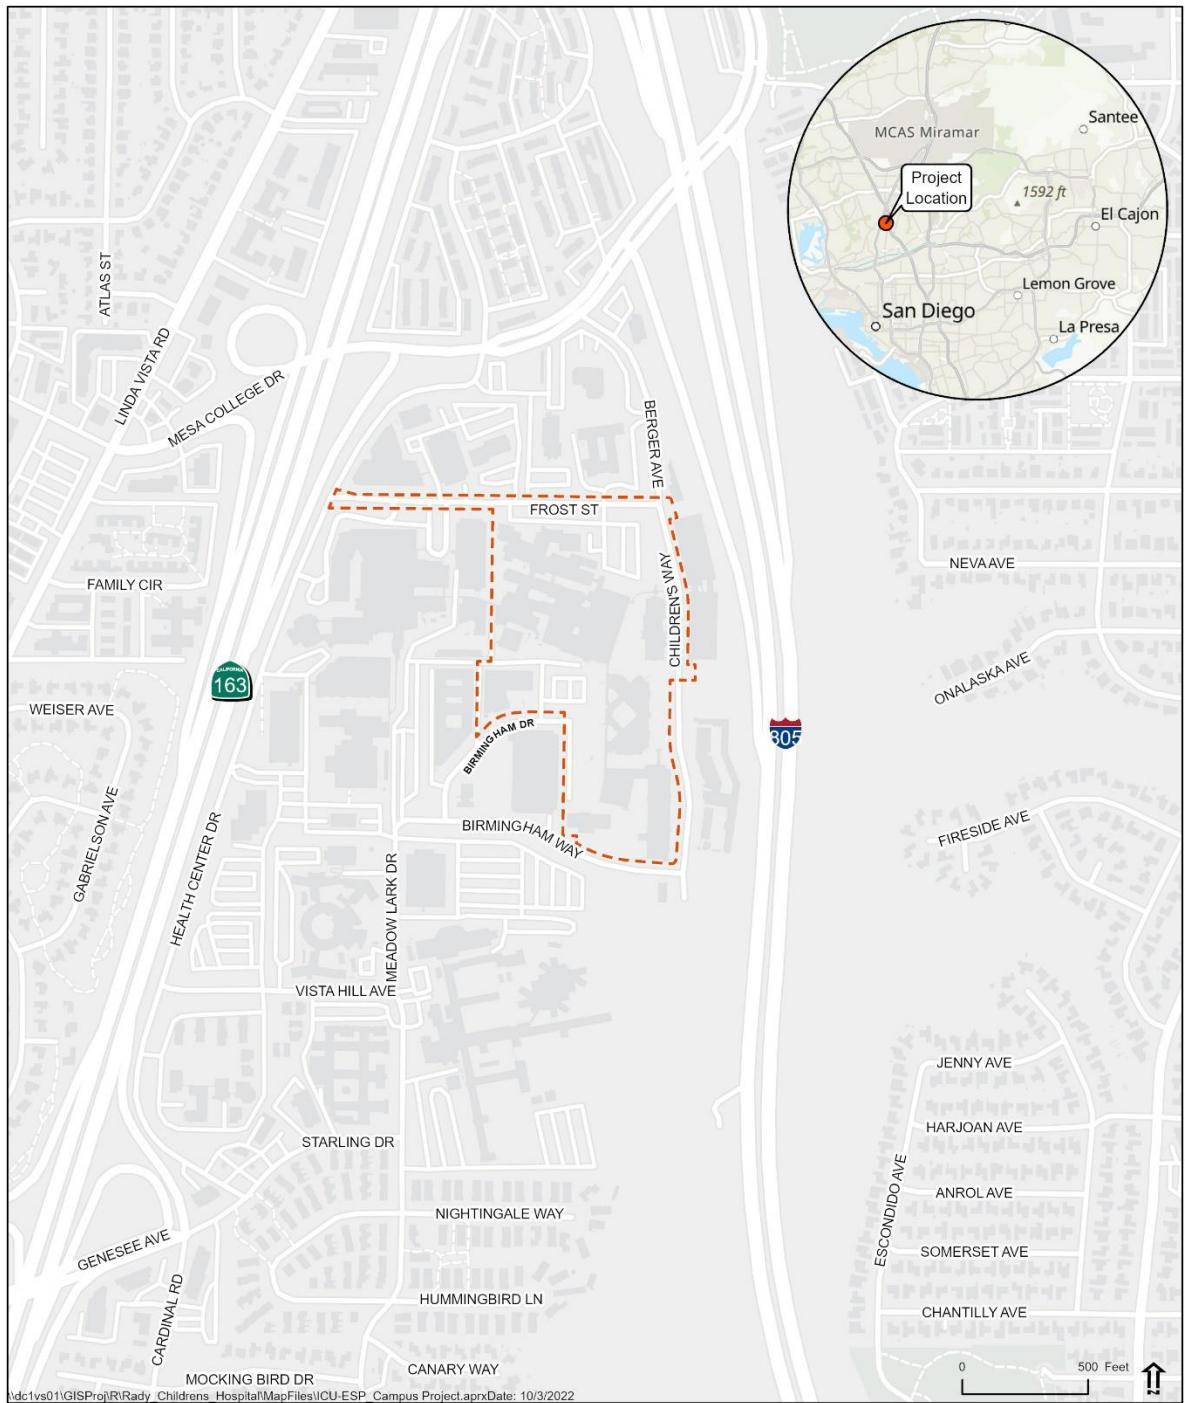 MCAS Miramar
Santee
Project
Location
1592 ft
El Cajon
Lemon Grove
San Diego
La Presa
ATLAS ST
LINDA VISTA RD
MESA COLLEGE DR
BERGER AVE
FROST ST
NEVA AVE
FAMILY CIR
CHILDREN'S WAY
ONALASKA AVE
CALIFORNIA
163
WEISER AVE
BIRMINGHAM DR
805
GABRIELSON AVE
BIRMINGHAM WAY
FIRESIDE AVE
HEALTH CENTER DR
MEADOW LARK DR
VISTA HILL AVE
JENNY AVE
STARLING DR
HARJOAN AVE
ESCONDIDO AVE
ANROL AVE
NIGHTINGALE WAY
GENESEE AVE
SOMERSET AVE
CARDINAL RD
HUMMINGBIRD LN
CHANTILLY AVE
CANARY WAY
MOCKING BIRD DR
0 500 Feet
N
\\dc1vs01\GISProj\R\Rady_Childrens_Hospital\MapFiles\ICU-ESP_Campus Project.aprxDate: 10/3/2022